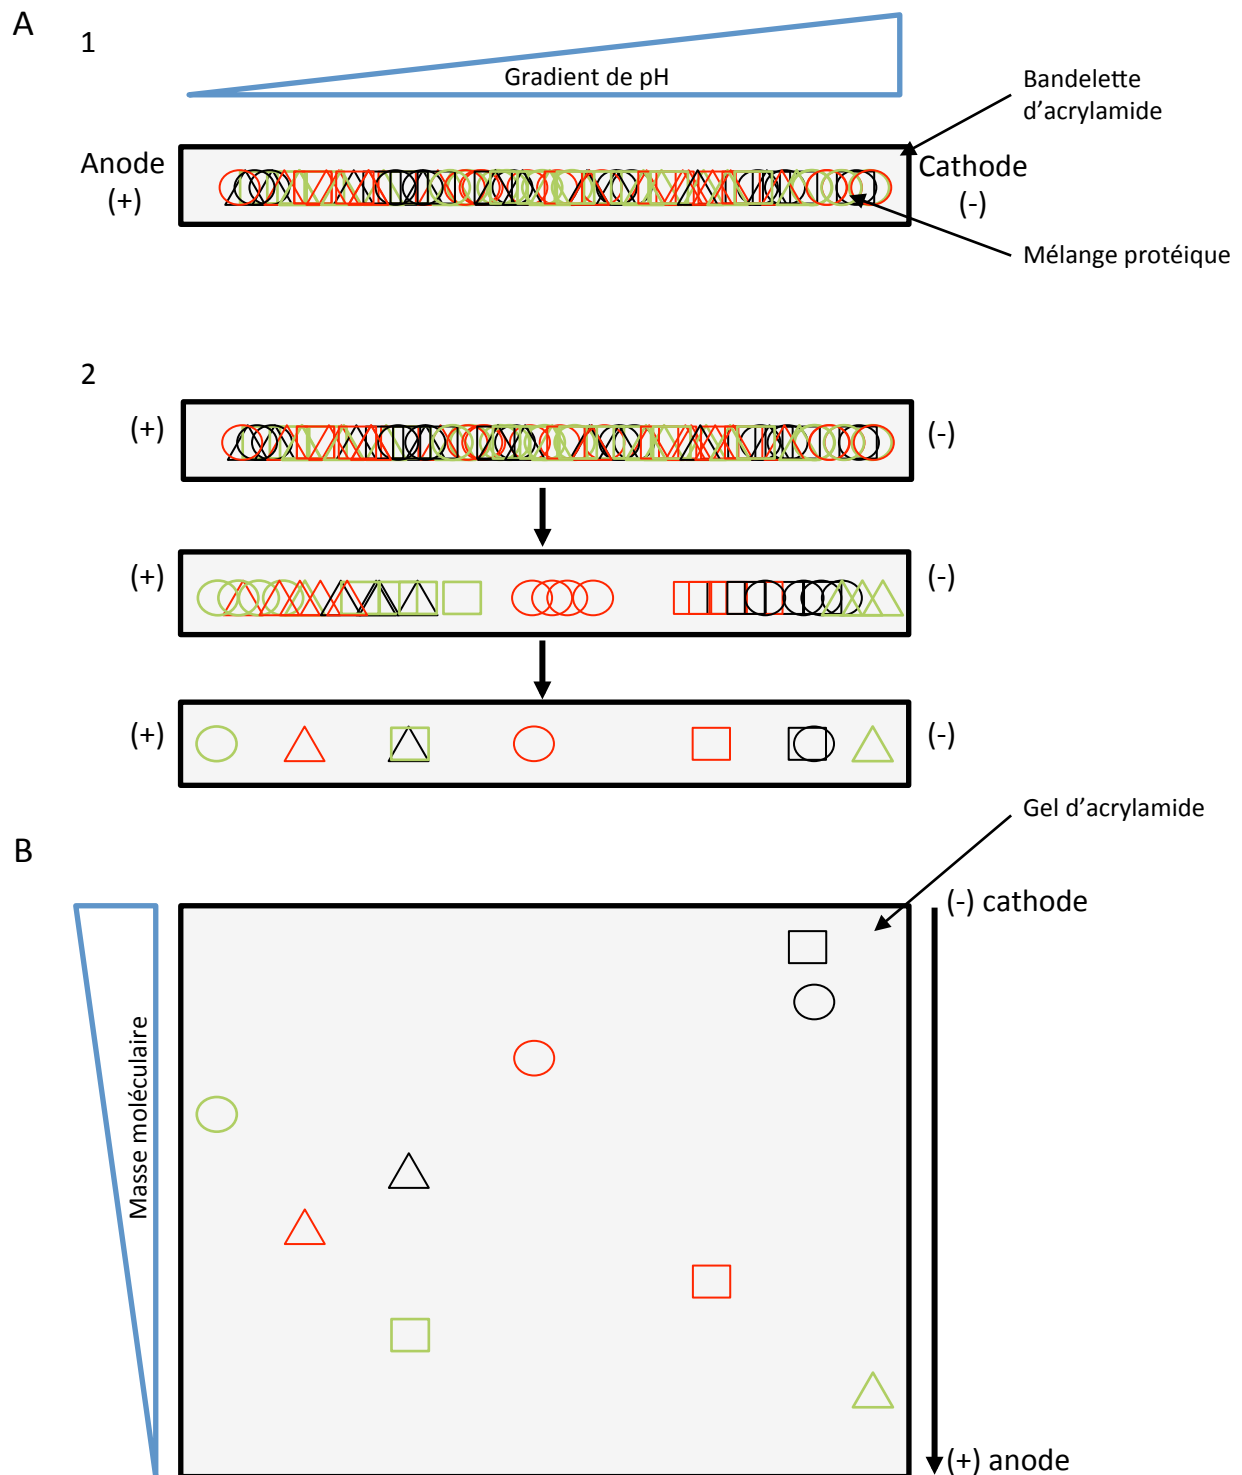 A
1
Gradient de pH
Bandelette
d’acrylamide
Anode
(+)
Cathode
(-)
Mélange protéique
2
(+)
(-)
(+)
(-)
(+)
(-)
Gel d’acrylamide
B
(-) cathode
Masse moléculaire
(+) anode